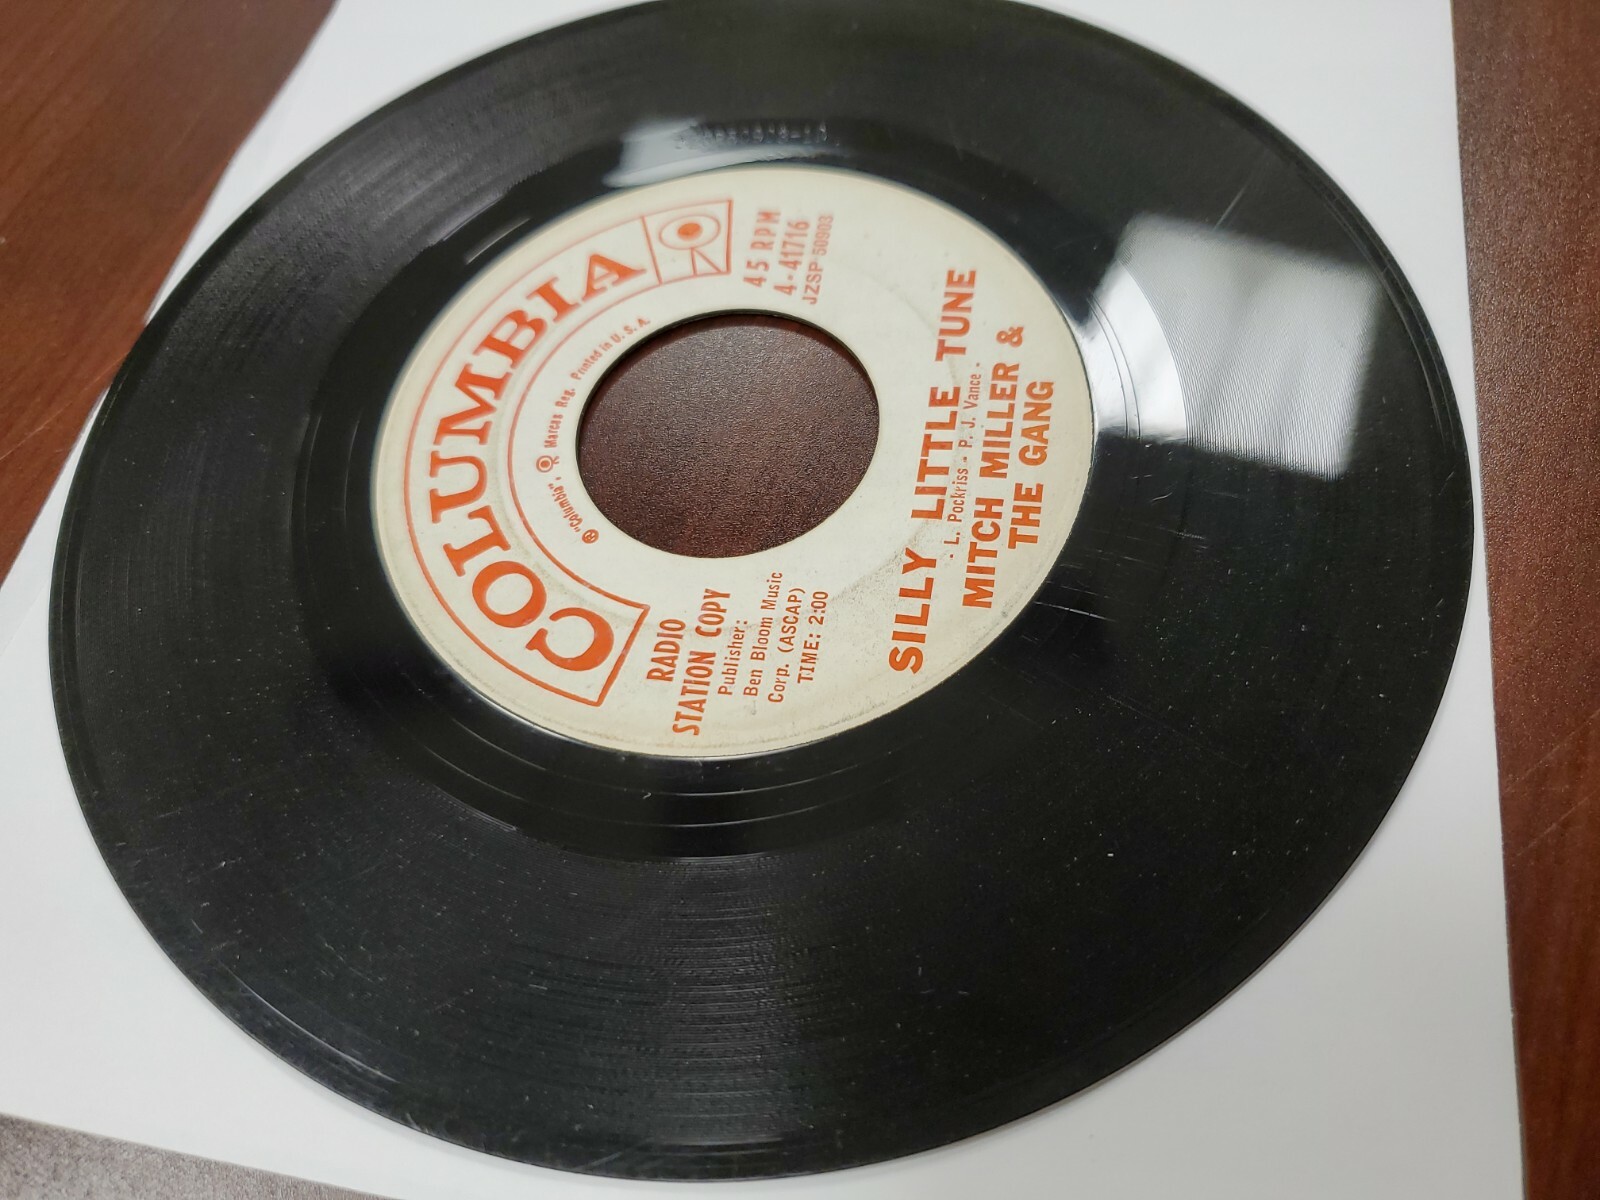 COLUMBIA
® "Columbia", Marcas Reg. Printed in U.S.A.
45 RPM
4-41716
JZSP 50903
RADIO
STATION COPY
Publisher:
Ben Bloom Music
Corp. (ASCAP)
TIME: 2:00
SILLY LITTLE TUNE
- L. Pockriss - P. J. Vance -
MITCH MILLER &
THE GANG